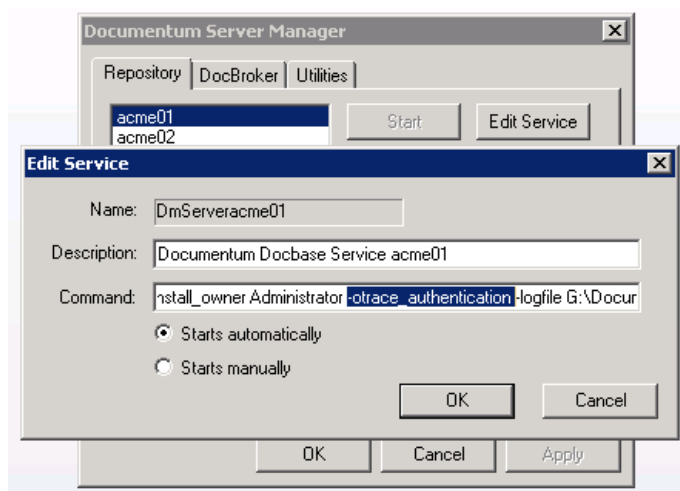 Documentum Server Manager
Repository DocBroker Utilities
acme01 Start Edit Service
acme02
Edit Service
Name: DmServeracme01
Description: Documentum Docbase Service acme01
Command: nstall_owner Administrator -otrace_authentication -logfile G:\Docur
Starts automatically
Starts manually
OK Cancel
OK Cancel Apply